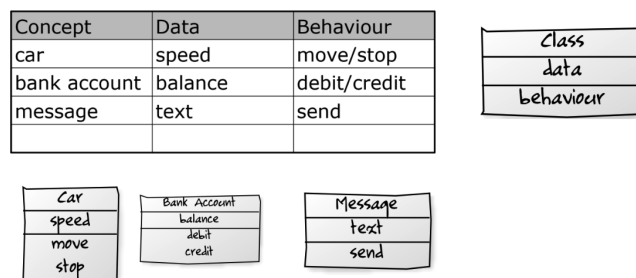 Concept Data Behaviour
car speed move/stop
bank account balance debit/credit
message text send
Class
data
behaviour
Car
speed
move
stop
Bank Account
balance
debit
credit
Message
text
send